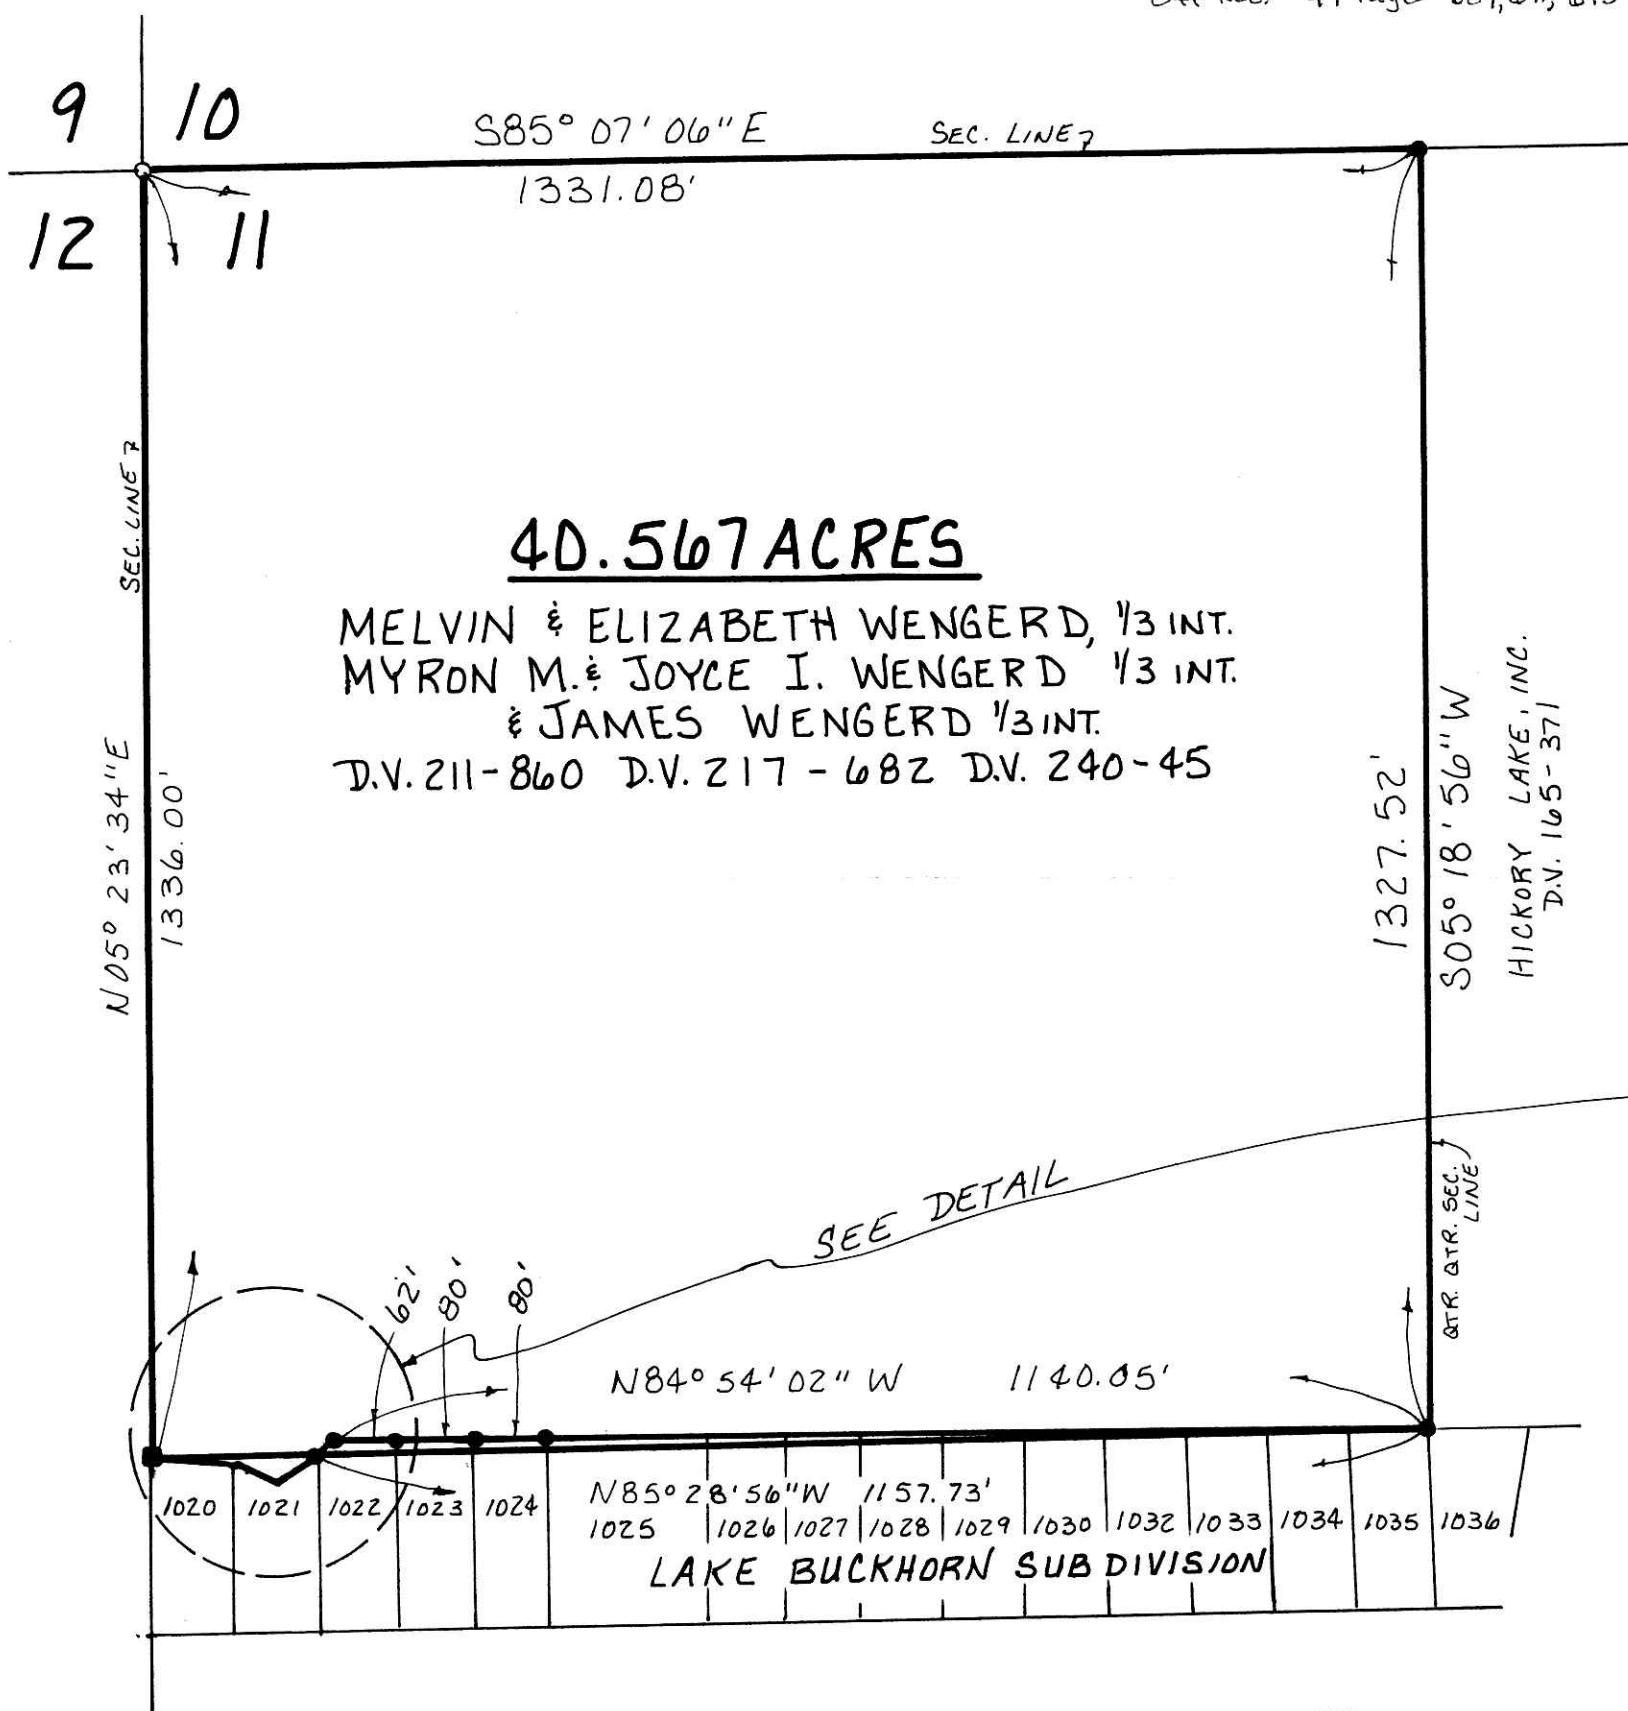 9 10
S85° 07' 06" E
SEC. LINE
1331.08'
12 11
SEC. LINE
40.567 ACRES
MELVIN & ELIZABETH WENGERD, 1/3 INT.
MYRON M. & JOYCE I. WENGERD 1/3 INT.
& JAMES WENGERD 1/3 INT.
D.V. 211-860 D.V. 217-682 D.V. 240-45
N05° 23' 34" E
1336.00'
1327.52'
S05° 18' 56" W
HICKORY LAKE, INC.
D.V. 165-371
QTR. QTR. SEC.
LINE
SEE DETAIL
62'
80'
80'
N84° 54' 02" W 1140.05'
N85° 28' 56" W 1157.73'
1020 1021 1022 1023 1024 1025 1026 1027 1028 1029 1030 1032 1033 1034 1035 1036
LAKE BUCKHORN SUBDIVISION